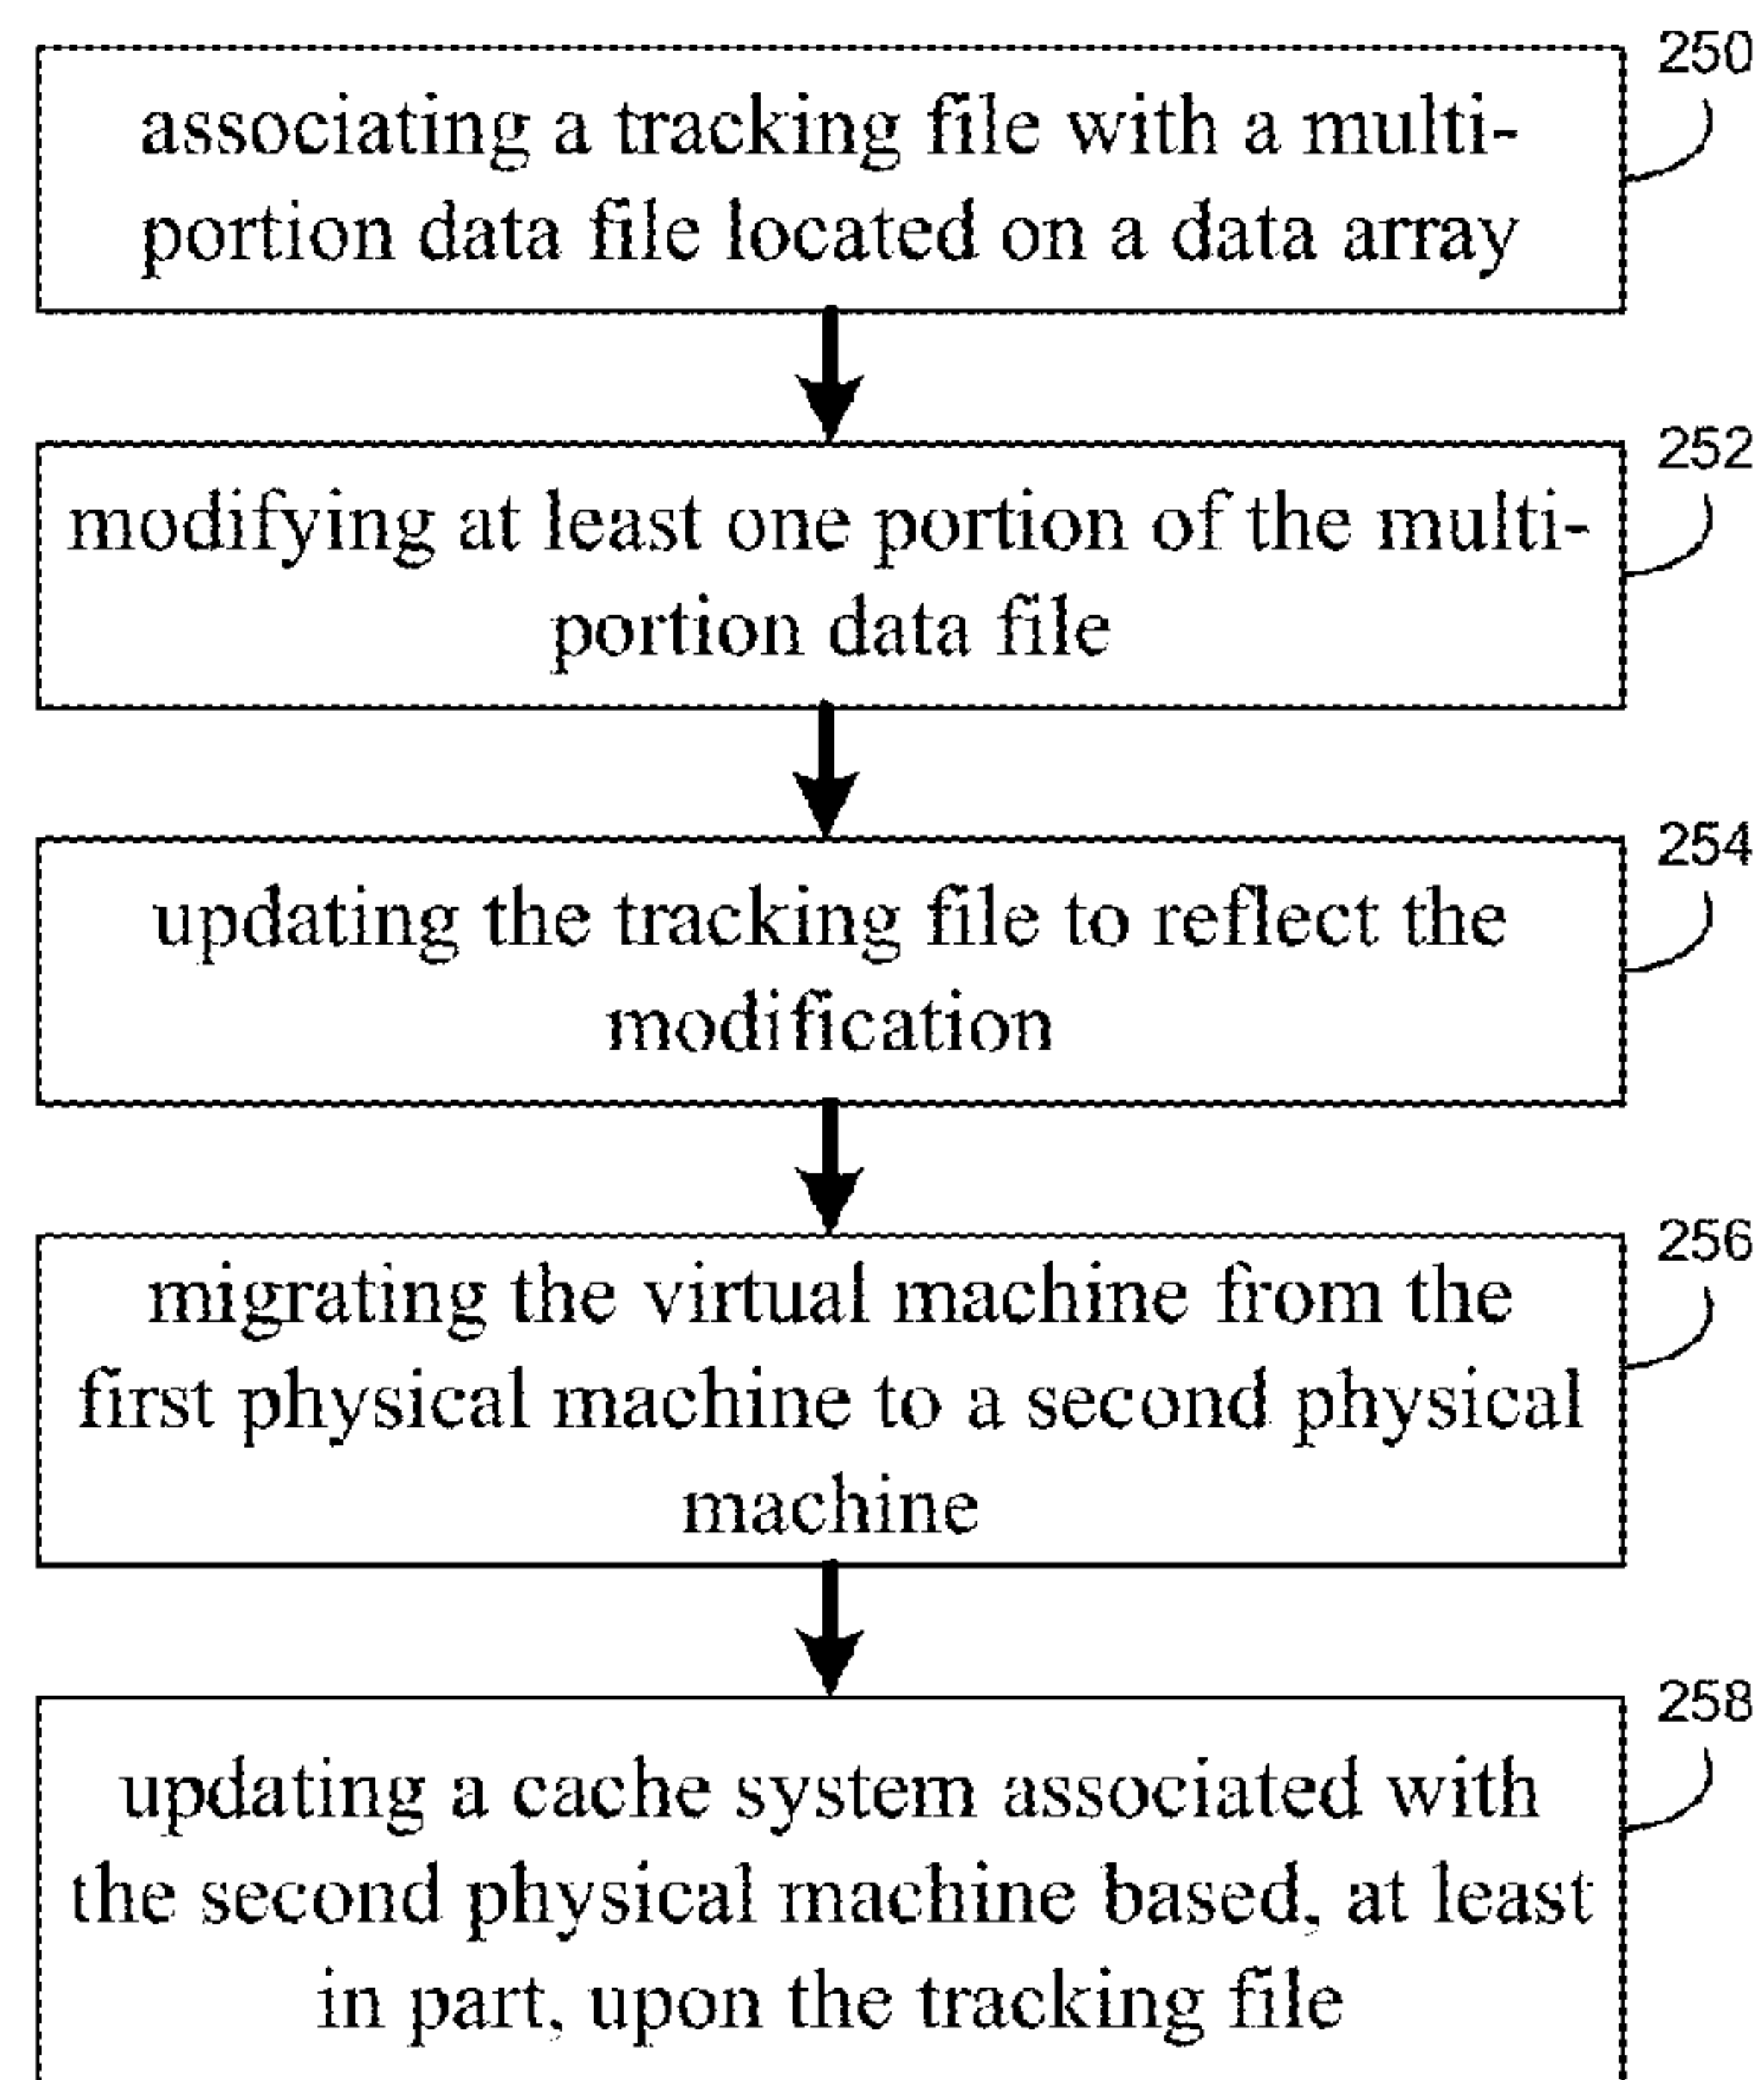 250
associating a tracking file with a multi-
portion data file located on a data array
252
modifying at least one portion of the multi-
portion data file
254
updating the tracking file to reflect the
modification
256
migrating the virtual machine from the
first physical machine to a second physical
machine
258
updating a cache system associated with
the second physical machine based, at least
in part, upon the tracking file